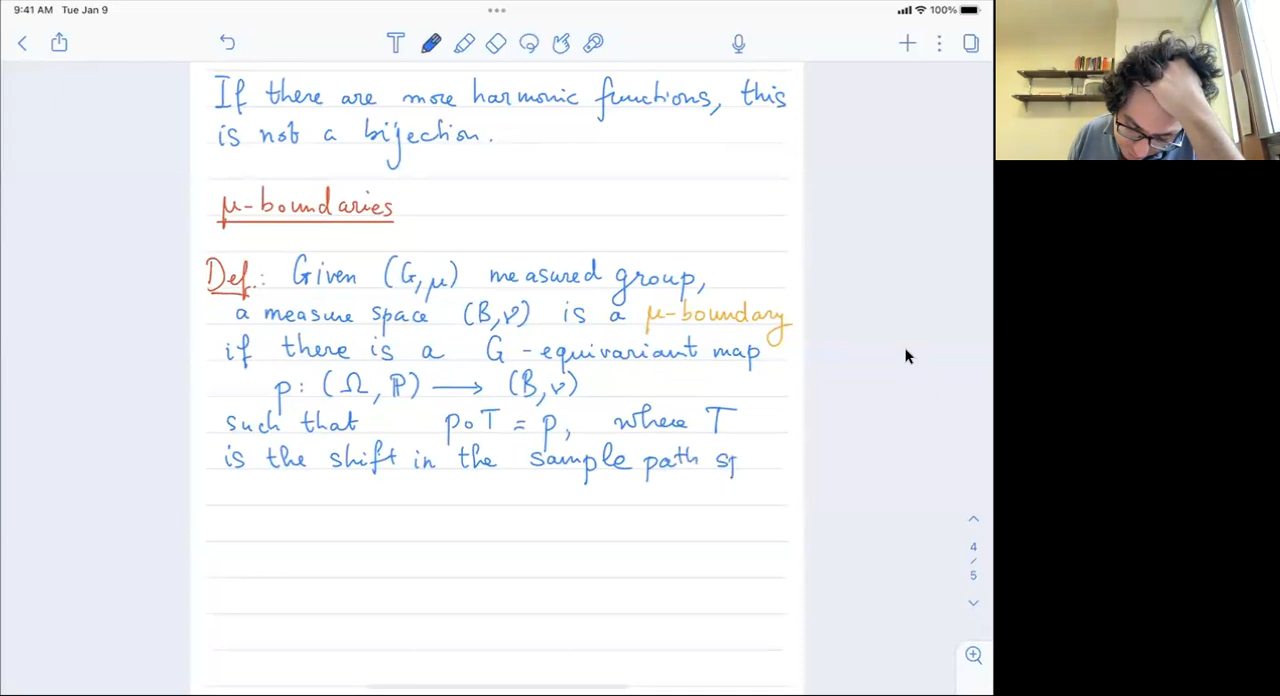 9:41 AM Tue Jan 9
100%
If there are more harmonic functions, this
is not a bijection.
μ-boundaries
Def.: Given (G,μ) measured group,
a measure space (B,ν) is a μ-boundary
if there is a G-equivariant map
p: (Ω, ℙ) ⟶ (B,ν)
such that p∘T = p, where T
is the shift in the sample path sp
4
/
5